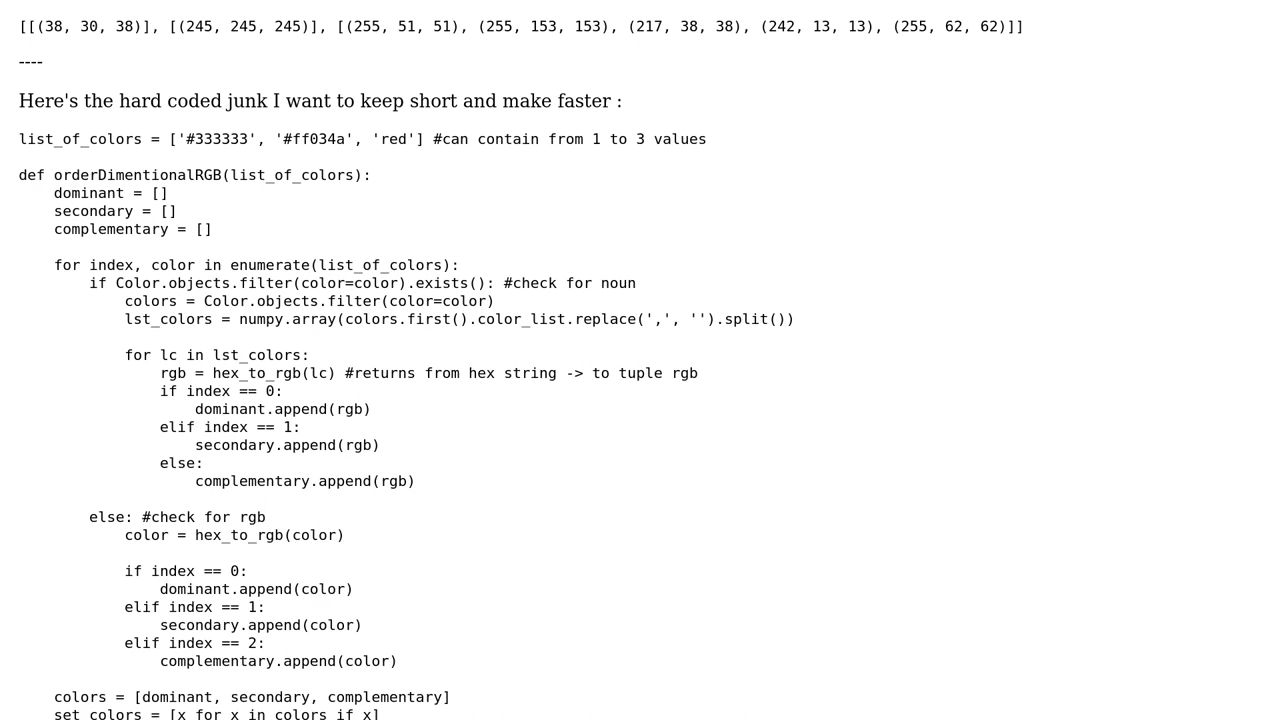 [[(38, 30, 38)], [(245, 245, 245)], [(255, 51, 51), (255, 153, 153), (217, 38, 38), (242, 13, 13), (255, 62, 62)]]
----
Here's the hard coded junk I want to keep short and make faster :
list_of_colors = ['#333333', '#ff034a', 'red'] #can contain from 1 to 3 values
def orderDimentionalRGB(list_of_colors):
    dominant = []
    secondary = []
    complementary = []
    for index, color in enumerate(list_of_colors):
        if Color.objects.filter(color=color).exists(): #check for noun
            colors = Color.objects.filter(color=color)
            lst_colors = numpy.array(colors.first().color_list.replace(',', '').split())
            for lc in lst_colors:
                rgb = hex_to_rgb(lc) #returns from hex string -> to tuple rgb
                if index == 0:
                    dominant.append(rgb)
                elif index == 1:
                    secondary.append(rgb)
                else:
                    complementary.append(rgb)
        else: #check for rgb
            color = hex_to_rgb(color)
            if index == 0:
                dominant.append(color)
            elif index == 1:
                secondary.append(color)
            elif index == 2:
                complementary.append(color)
    colors = [dominant, secondary, complementary]
    set_colors = [x for x in colors if x]